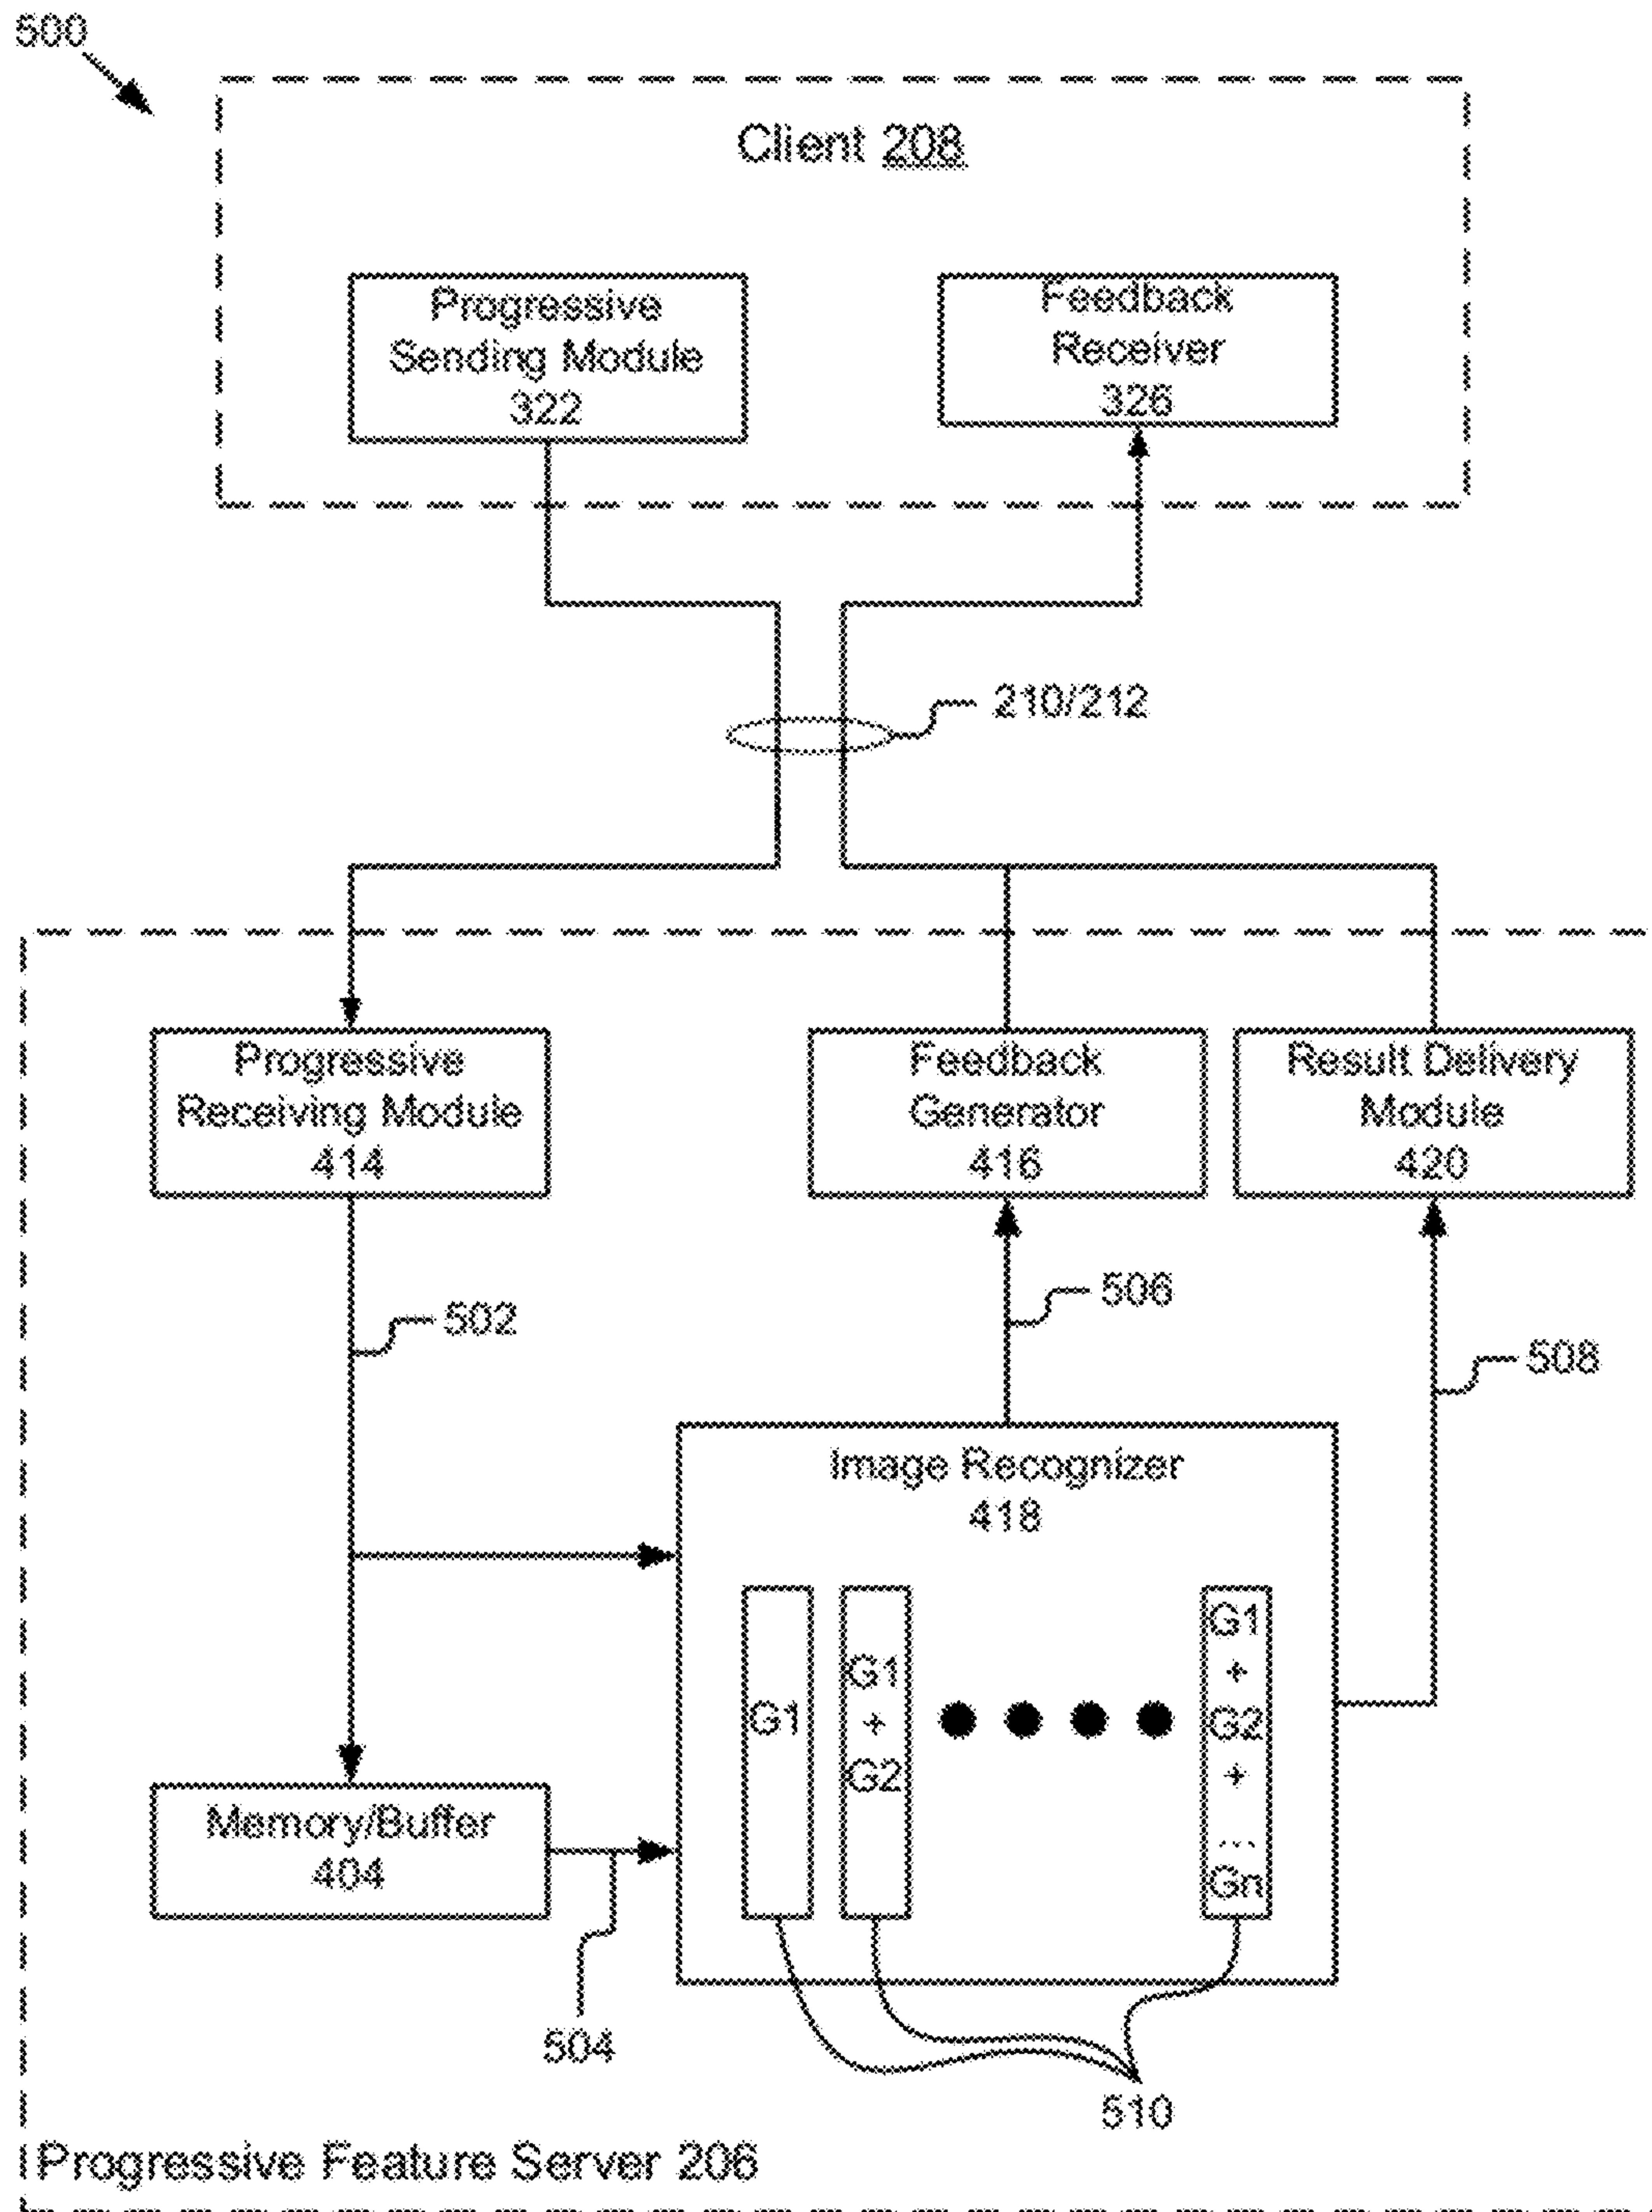 500
Client 208
Progressive
Sending Module
322
Feedback
Receiver
326
210/212
Progressive
Receiving Module
414
Feedback
Generator
416
Result Delivery
Module
420
502
506
508
Image Recognizer
418
G1
G1
+
G2
G1
+
G2
+
...
Gn
Memory/Buffer
404
504
510
Progressive Feature Server 206